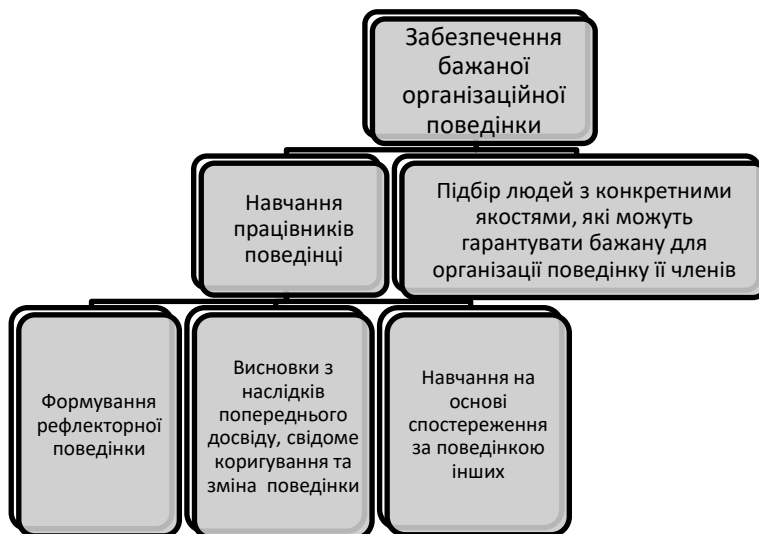 Забезпечення
бажаної
організаційної
поведінки
Навчання
працівників
поведінці
Підбір людей з конкретними
якостями, які можуть
гарантувати бажану для
організації поведінку її членів
Формування
рефлекторної
поведінки
Висновки з
наслідків
попереднього
досвіду, свідоме
коригування та
зміна поведінки
Навчання на
основі
спостереження
за поведінкою
інших